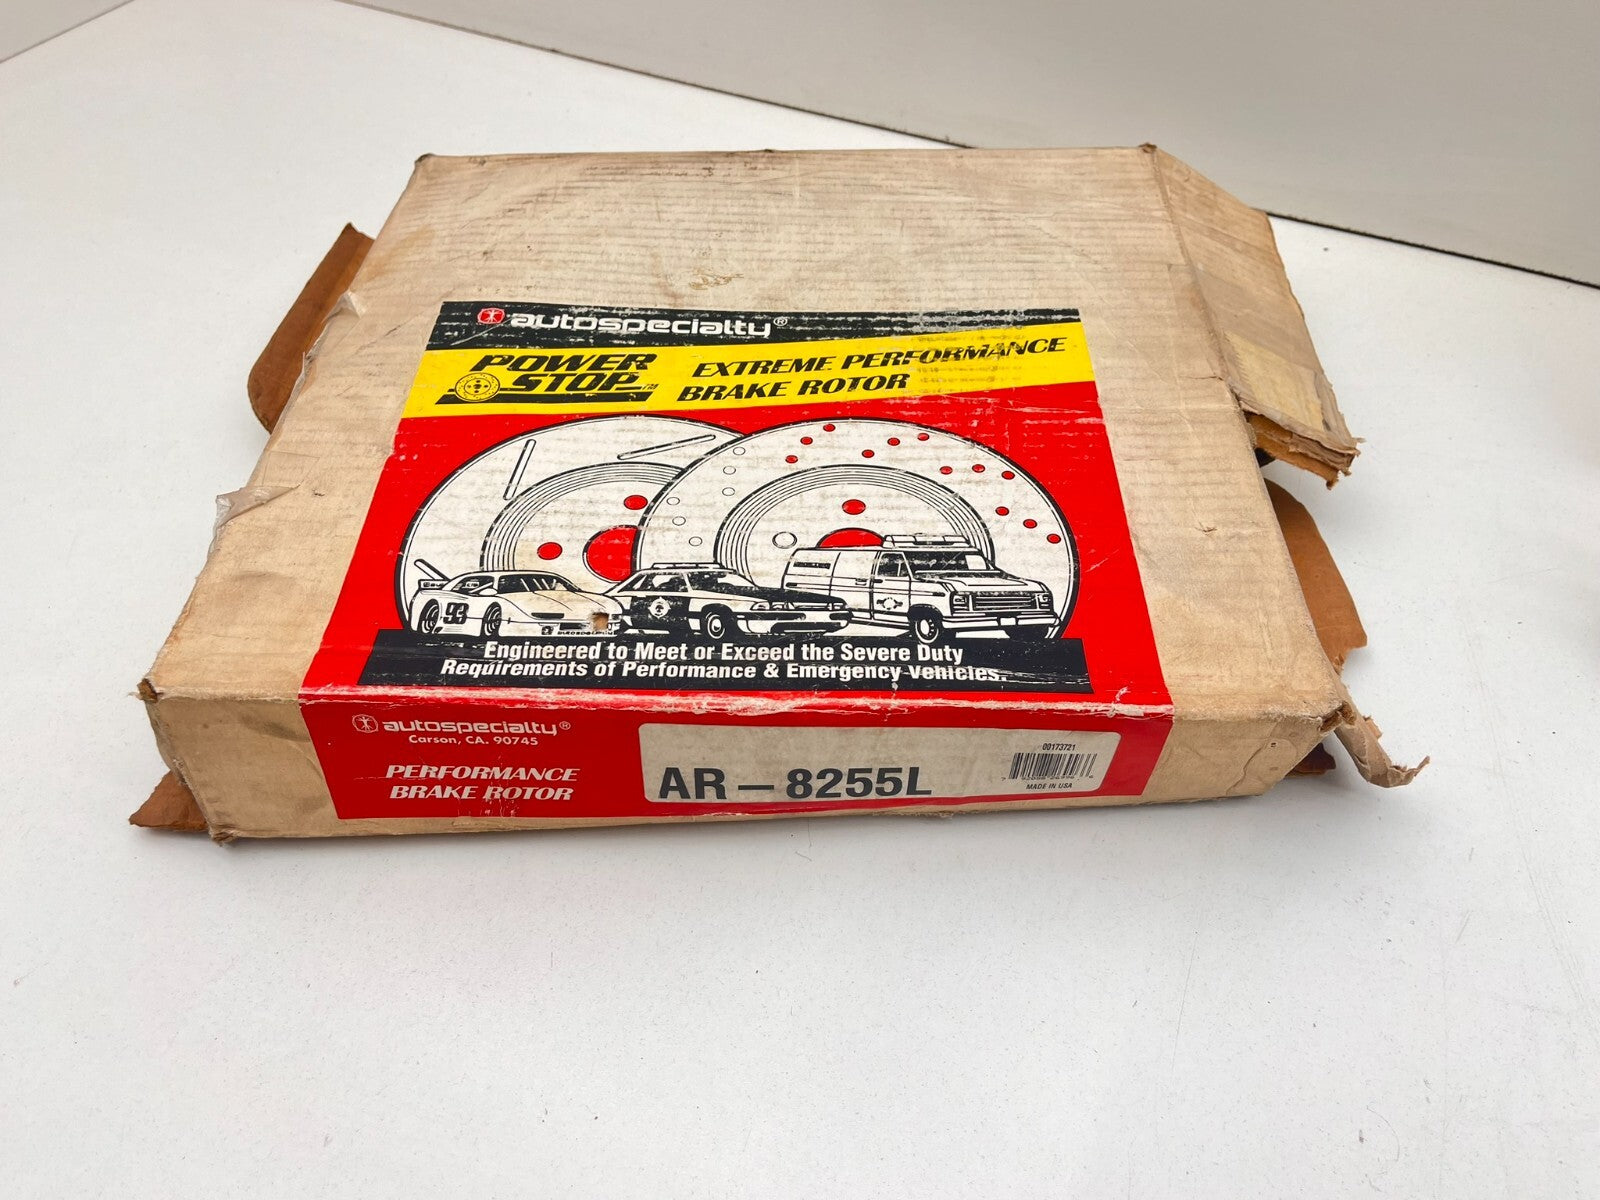 autospecialty®
POWER STOP™
EXTREME PERFORMANCE
BRAKE ROTOR
93
Engineered to Meet or Exceed the Severe Duty
Requirements of Performance & Emergency Vehicles.
autospecialty®
Carson, CA. 90745
PERFORMANCE
BRAKE ROTOR
AR – 8255L
00173721
MADE IN USA